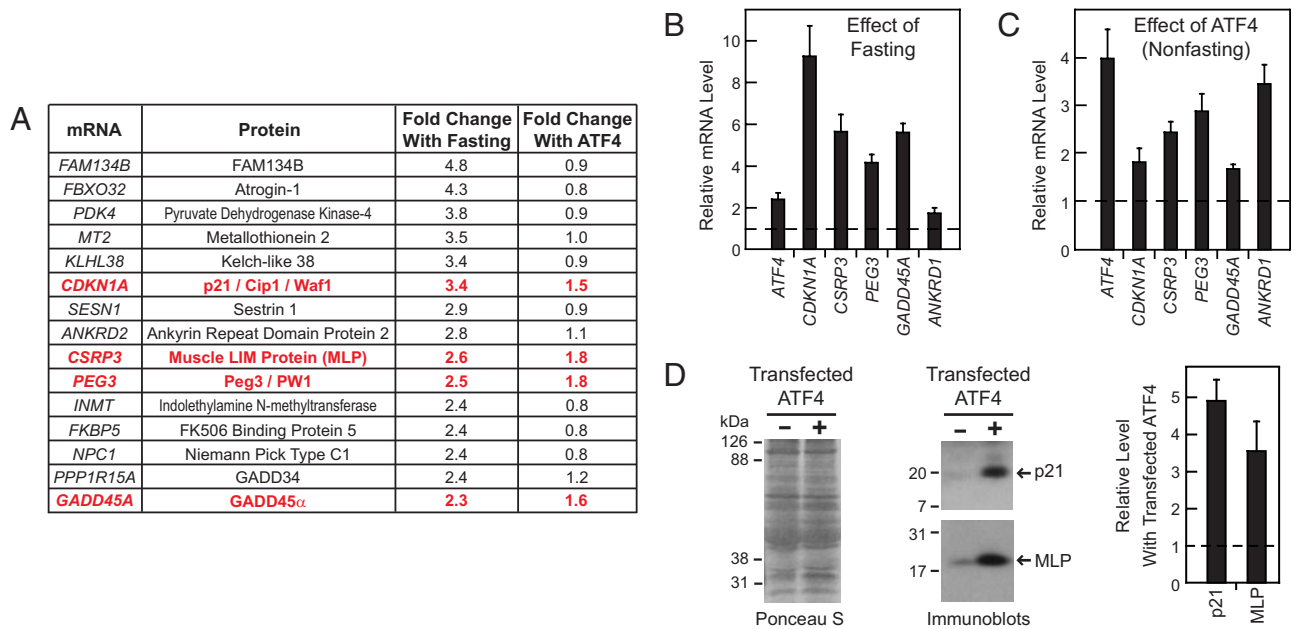 A
mRNA Protein Fold Change With Fasting Fold Change With ATF4
FAM134B FAM134B 4.8 0.9
FBXO32 Atrogin-1 4.3 0.8
PDK4 Pyruvate Dehydrogenase Kinase-4 3.8 0.9
MT2 Metallothionein 2 3.5 1.0
KLHL38 Kelch-like 38 3.4 0.9
CDKN1A p21 / Cip1 / Waf1 3.4 1.5
SESN1 Sestrin 1 2.9 0.9
ANKRD2 Ankyrin Repeat Domain Protein 2 2.8 1.1
CSRP3 Muscle LIM Protein (MLP) 2.6 1.8
PEG3 Peg3 / PW1 2.5 1.8
INMT Indolethylamine N-methyltransferase 2.4 0.8
FKBP5 FK506 Binding Protein 5 2.4 0.8
NPC1 Niemann Pick Type C1 2.4 0.8
PPP1R15A GADD34 2.4 1.2
GADD45A GADD45α 2.3 1.6
B
Effect of
Fasting
Relative mRNA Level
10
8
6
4
2
0
ATF4
CDKN1A
CSRP3
PEG3
GADD45A
ANKRD1
C
Effect of ATF4
(Nonfasting)
Relative mRNA Level
4
3
2
1
0
ATF4
CDKN1A
CSRP3
PEG3
GADD45A
ANKRD1
D
Transfected
ATF4
− +
kDa
126
88
38
31
Ponceau S
Transfected
ATF4
− +
20
7
←p21
31
17
←MLP
Immunoblots
Relative Level
With Transfected ATF4
5
4
3
2
1
0
p21
MLP